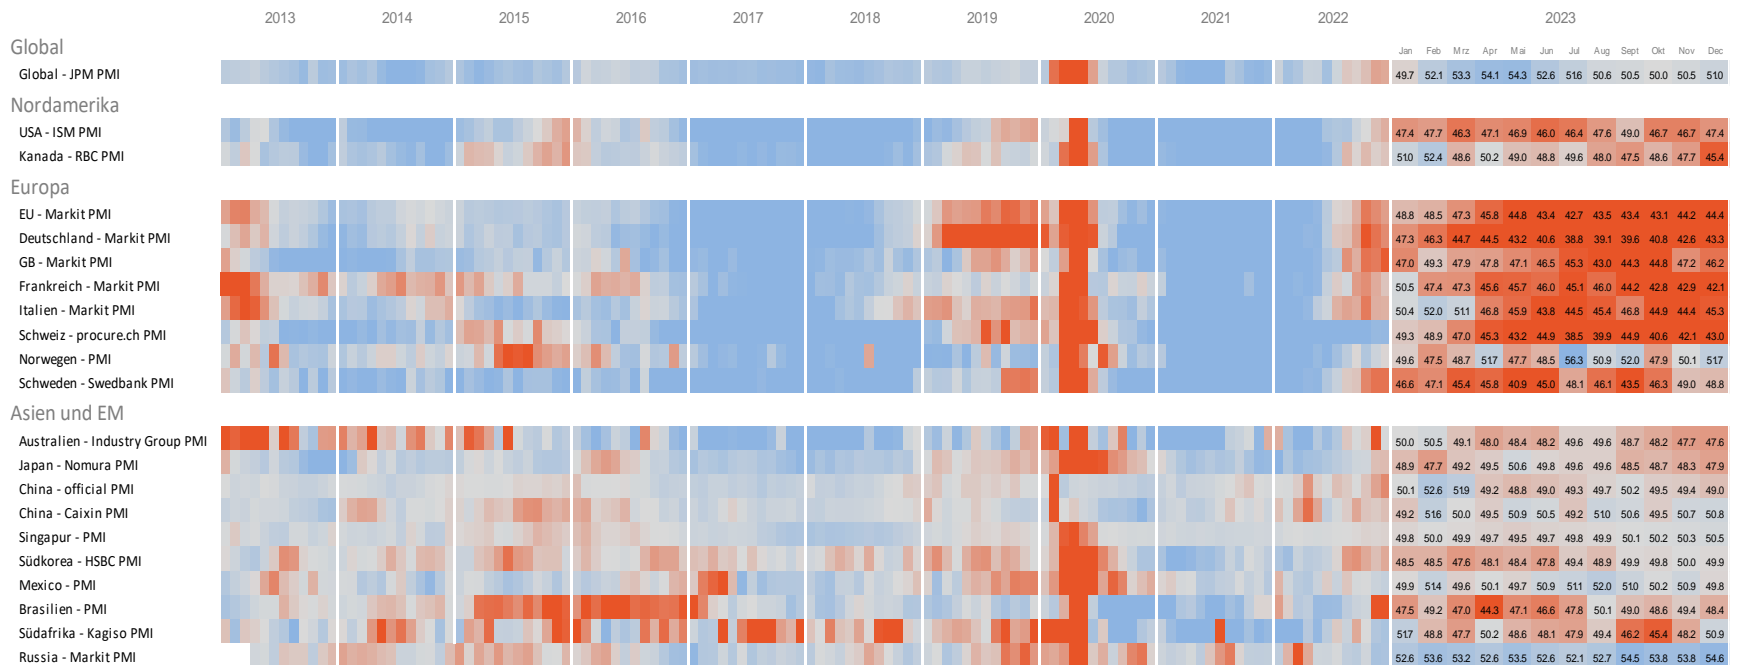 2013 2014 2015 2016 2017 2018 2019 2020 2021 2022 2023
Global
Jan Feb Mrz Apr Mai Jun Jul Aug Sept Okt Nov Dec
Global - JPM PMI 49.7 52.1 53.3 54.1 54.3 52.6 51.6 50.6 50.5 50.0 50.5 51.0
Nordamerika
USA - ISM PMI 47.4 47.7 46.3 47.1 46.9 46.0 46.4 47.6 49.0 46.7 46.7 47.4
Kanada - RBC PMI 51.0 52.4 48.6 50.2 49.0 48.8 49.6 48.0 47.5 48.6 47.7 45.4
Europa
EU - Markit PMI 48.8 48.5 47.3 45.8 44.8 43.4 42.7 43.5 43.4 43.1 44.2 44.4
Deutschland - Markit PMI 47.3 46.3 44.7 44.5 43.2 40.6 38.8 39.1 39.6 40.8 42.6 43.3
GB - Markit PMI 47.0 49.3 47.9 47.8 47.1 46.5 45.3 43.0 44.3 44.8 47.2 46.2
Frankreich - Markit PMI 50.5 47.4 47.3 45.6 45.7 46.0 45.1 46.0 44.2 42.8 42.9 42.1
Italien - Markit PMI 50.4 52.0 51.1 46.8 45.9 43.8 44.5 45.4 46.8 44.9 44.4 45.3
Schweiz - procure.ch PMI 49.3 48.9 47.0 45.3 43.2 44.9 38.5 39.9 44.9 40.6 42.1 43.0
Norwegen - PMI 49.6 47.5 48.7 51.7 47.7 48.5 56.3 50.9 52.0 47.9 50.1 51.7
Schweden - Swedbank PMI 46.6 47.1 45.4 45.8 40.9 45.0 48.1 46.1 43.5 46.3 49.0 48.8
Asien und EM
Australien - Industry Group PMI 50.0 50.5 49.1 48.0 48.4 48.2 49.6 49.6 48.7 48.2 47.7 47.6
Japan - Nomura PMI 48.9 47.7 49.2 49.5 50.6 49.8 49.6 49.6 48.5 48.7 48.3 47.9
China - official PMI 50.1 52.6 51.9 49.2 48.8 49.0 49.3 49.7 50.2 49.5 49.4 49.0
China - Caixin PMI 49.2 51.6 50.0 49.5 50.9 50.5 49.2 51.0 50.6 49.5 50.7 50.8
Singapur - PMI 49.8 50.0 49.9 49.7 49.5 49.7 49.8 49.9 50.1 50.2 50.3 50.5
Südkorea - HSBC PMI 48.5 48.5 47.6 48.1 48.4 47.8 49.4 48.9 49.9 49.8 50.0 49.9
Mexico - PMI 49.9 51.4 49.6 50.1 49.7 50.9 51.1 52.0 51.0 50.2 50.9 49.8
Brasilien - PMI 47.5 49.2 47.0 44.3 47.1 46.6 47.8 50.1 49.0 48.6 49.4 48.4
Südafrika - Kagiso PMI 51.7 48.8 47.7 50.2 48.6 48.1 47.9 49.4 46.2 45.4 48.2 50.9
Russia - Markit PMI 52.6 53.6 53.2 52.6 53.5 52.6 52.1 52.7 54.5 53.8 53.8 54.6